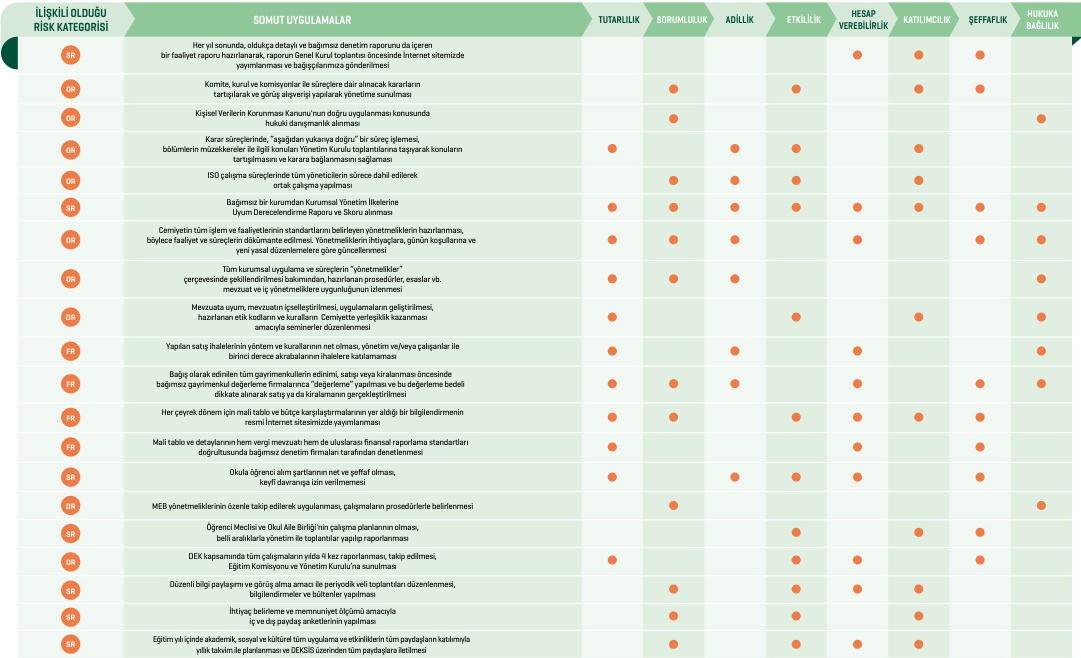 İLİŞKİLİ OLDUĞU
RİSK KATEGORİSİ
SOMUT UYGULAMALAR
TUTARLILIK
SORUMLULUK
ADİLLİK
ETKİLİLİK
HESAP
VEREBİLİRLİK
KATILIMCILIK
ŞEFFAFLIK
HUKUKA
BAĞLILIK
SR
Her yıl sonunda, oldukça detaylı ve bağımsız denetim raporunu da içeren
bir faaliyet raporu hazırlanarak, raporun Genel Kurul toplantısı öncesinde İnternet sitemizde
yayımlanması ve bağışçılarımıza gönderilmesi
OR
Komite, kurul ve komisyonlar ile süreçlere dair alınacak kararların
tartışılarak ve görüş alışverişi yapılarak yönetime sunulması
OR
Kişisel Verilerin Korunması Kanunu'nun doğru uygulanması konusunda
hukuki danışmanlık alınması
OR
Karar süreçlerinde, "aşağıdan yukarıya doğru" bir süreç işlemesi,
bölümlerin müzekkereler ile ilgili konuları Yönetim Kurulu toplantılarına taşıyarak konuların
tartışılmasını ve karara bağlanmasını sağlaması
OR
ISO çalışma süreçlerinde tüm yöneticilerin sürece dahil edilerek
ortak çalışma yapılması
SR
Bağımsız bir kurumdan Kurumsal Yönetim İlkelerine
Uyum Derecelendirme Raporu ve Skoru alınması
OR
Cemiyetin tüm işlem ve faaliyetlerinin standartlarını belirleyen yönetmeliklerin hazırlanması,
böylece faaliyet ve süreçlerin dökümante edilmesi. Yönetmeliklerin ihtiyaçlara, günün koşullarına ve
yeni yasal düzenlemelere göre güncellenmesi
OR
Tüm kurumsal uygulama ve süreçlerin "yönetmelikler"
çerçevesinde şekillendirilmesi bakımından, hazırlanan prosedürler, esaslar vb.
mevzuat ve iç yönetmeliklere uygunluğunun izlenmesi
OR
Mevzuata uyum, mevzuatın içselleştirilmesi, uygulamaların geliştirilmesi,
hazırlanan etik kodların ve kuralların Cemiyette yerleşiklik kazanması
amacıyla seminerler düzenlenmesi
FR
Yapılan satış ihalelerinin yöntem ve kurallarının net olması, yönetim ve/veya çalışanlar ile
birinci derece akrabalarının ihalelere katılamaması
FR
Bağış olarak edinilen tüm gayrimenkullerin edinimi, satışı veya kiralanması öncesinde
bağımsız gayrimenkul değerleme firmalarınca "değerleme" yapılması ve bu değerleme bedeli
dikkate alınarak satış ya da kiralamanın gerçekleştirilmesi
FR
Her çeyrek dönem için mali tablo ve bütçe karşılaştırmalarının yer aldığı bir bilgilendirmenin
resmi İnternet sitesimizde yayımlanması
FR
Mali tablo ve detaylarının hem vergi mevzuatı hem de uluslarası finansal raporlama standartları
doğrultusunda bağımsız denetim firmaları tarafından denetlenmesi
SR
Okula öğrenci alım şartlarının net ve şeffaf olması,
keyfi davranışa izin verilmemesi
OR
MEB yönetmeliklerinin özenle takip edilerek uygulanması, çalışmaların prosedürlerle belirlenmesi
SR
Öğrenci Meclisi ve Okul Aile Birliği'nin çalışma planlarının olması,
belli aralıklarla yönetim ile toplantılar yapılıp raporlanması
OR
DEK kapsamında tüm çalışmaların yılda 4 kez raporlanması, takip edilmesi,
Eğitim Komisyonu ve Yönetim Kurulu'na sunulması
SR
Düzenli bilgi paylaşımı ve görüş alma amacı ile periyodik veli toplantıları düzenlenmesi,
bilgilendirmeler ve bültenler yapılması
SR
İhtiyaç belirleme ve memnuniyet ölçümü amacıyla
iç ve dış paydaş anketlerinin yapılması
SR
Eğitim yılı içinde akademik, sosyal ve kültürel tüm uygulama ve etkinliklerin tüm paydaşların katılımıyla
yıllık takvim ile planlanması ve DEKSİS üzerinden tüm paydaşlara iletilmesi